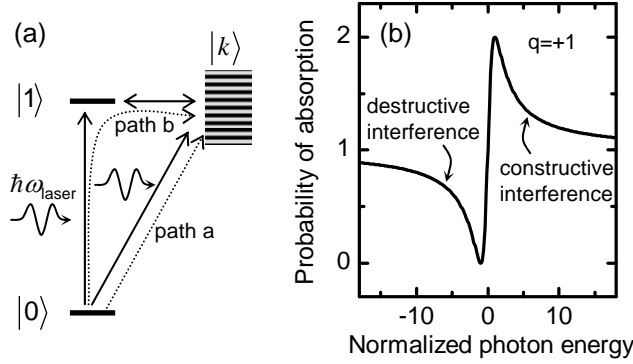 (a)
|k⟩
|1⟩
path b
ℏω_laser
path a
|0⟩
(b)
q=+1
2
destructive
interference
1
constructive
interference
0
Probability of absorption
-10 0 10
Normalized photon energy